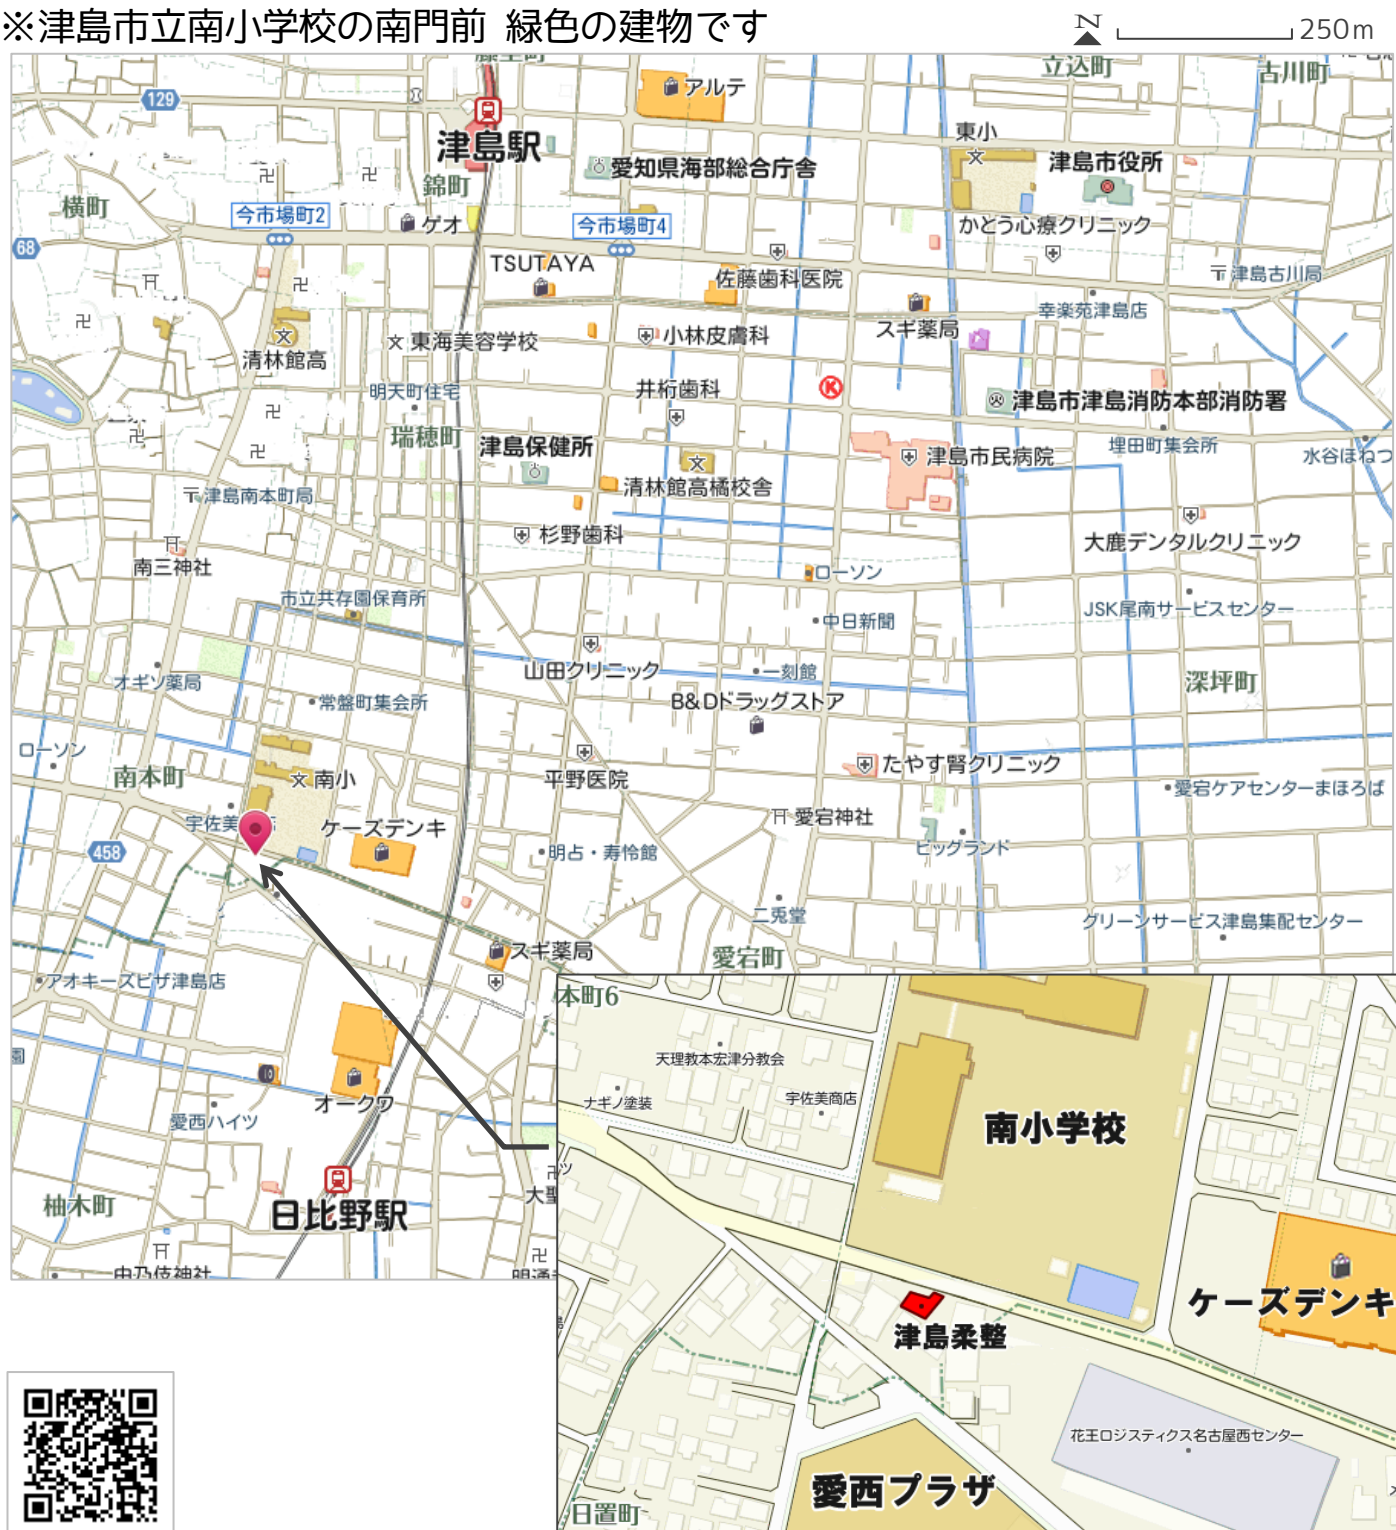 ※津島市立南小学校の南門前 緑色の建物です
N
250m
立込町
古川町
129
アルテ
津島駅
東小
愛知県海部総合庁舎
津島市役所
錦町
横町
今市場町2
ゲオ
今市場町4
かとう心療クリニック
68
TSUTAYA
佐藤歯科医院
津島古川局
幸楽苑津島店
スギ薬局
東海美容学校
小林皮膚科
清林館高
明天町住宅
井桁歯科
K
津島市津島消防本部消防署
瑞穂町
津島保健所
埋田町集会所
水谷ほねつ
津島市民病院
清林館高橘校舎
津島南本町局
杉野歯科
大鹿デンタルクリニック
南三神社
ローソン
市立共存園保育所
JSK尾南サービスセンター
中日新聞
山田クリニック
一刻館
オギソ薬局
深坪町
常盤町集会所
B&Dドラッグストア
ローソン
南本町
南小
平野医院
たやす腎クリニック
愛宕ケアセンターまほろば
宇佐美
ケーズデンキ
愛宕神社
458
明占・寿怜館
ビッグランド
二兎堂
グリーンサービス津島集配センター
スギ薬局
愛宕町
アオキーズピザ津島店
本町6
天理教本宏津分教会
ナギノ塗装
宇佐美商店
オークワ
愛西ハイツ
南小学校
大聖
柚木町
日比野駅
由乃伎神社
ケーズデンキ
津島柔整
花王ロジスティクス名古屋西センター
愛西プラザ
日置町